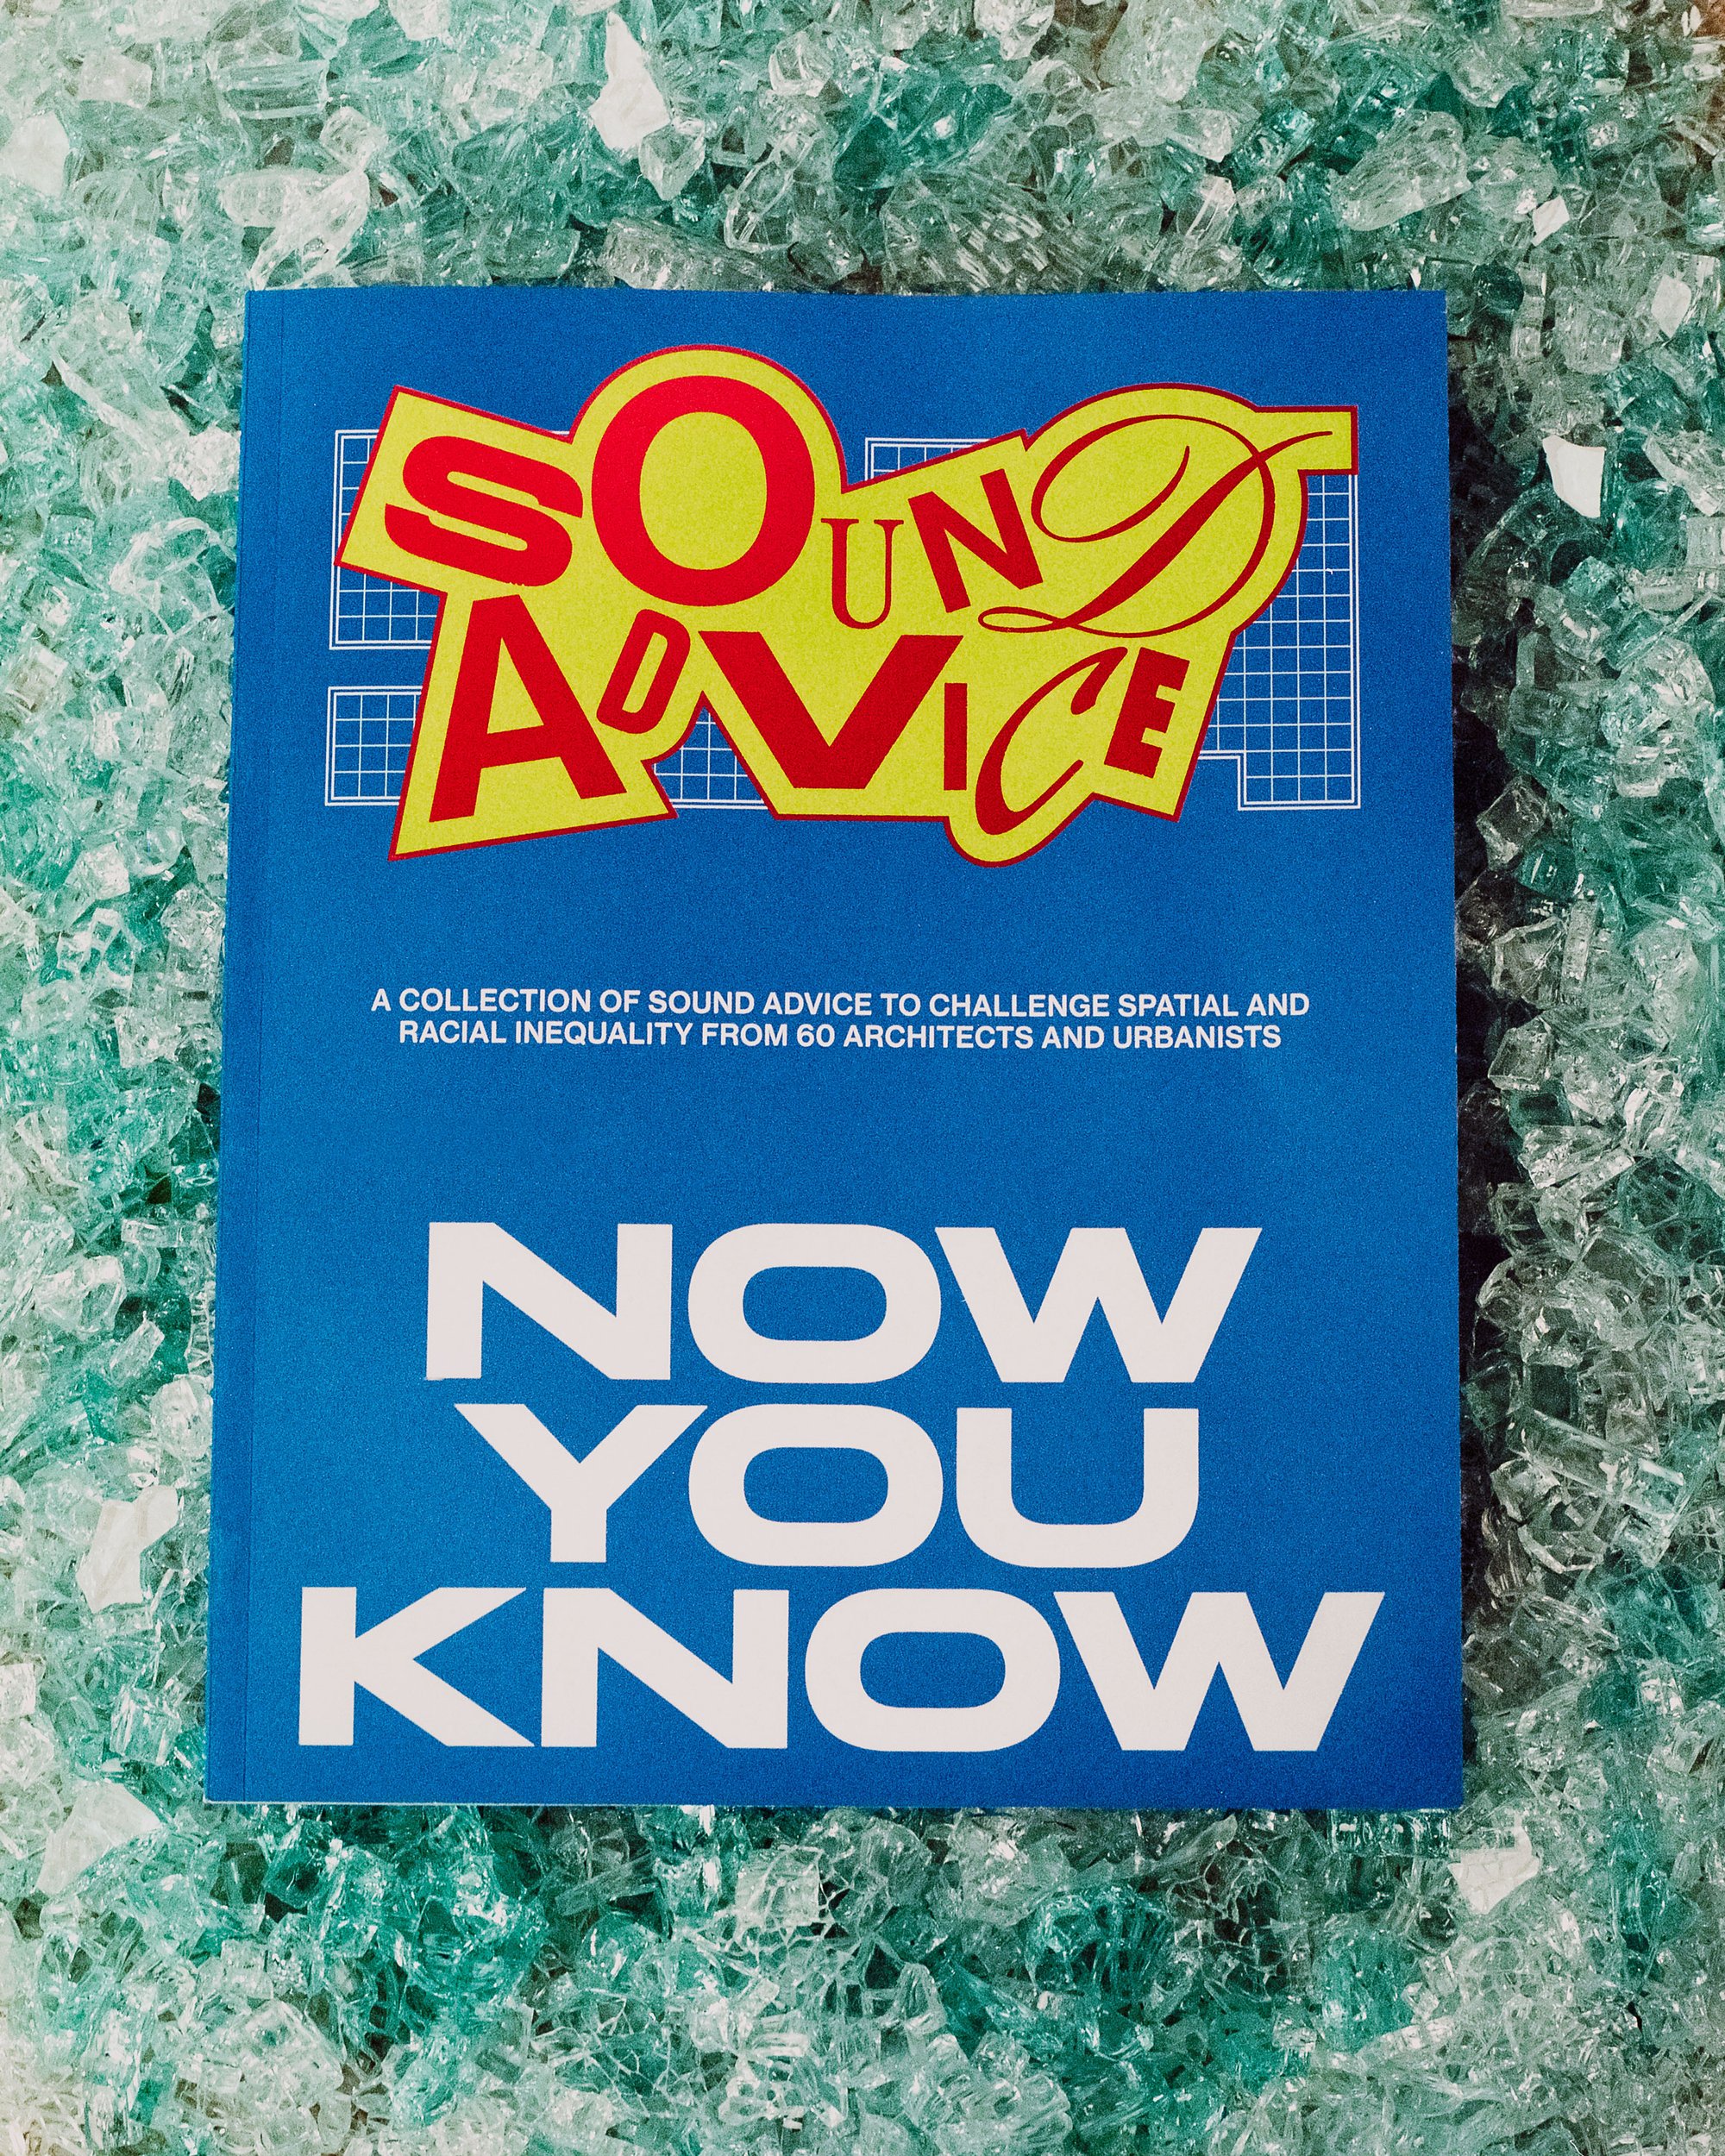 SOUND
ADVICE
A COLLECTION OF SOUND ADVICE TO CHALLENGE SPATIAL AND
RACIAL INEQUALITY FROM 60 ARCHITECTS AND URBANISTS
NOW
YOU
KNOW